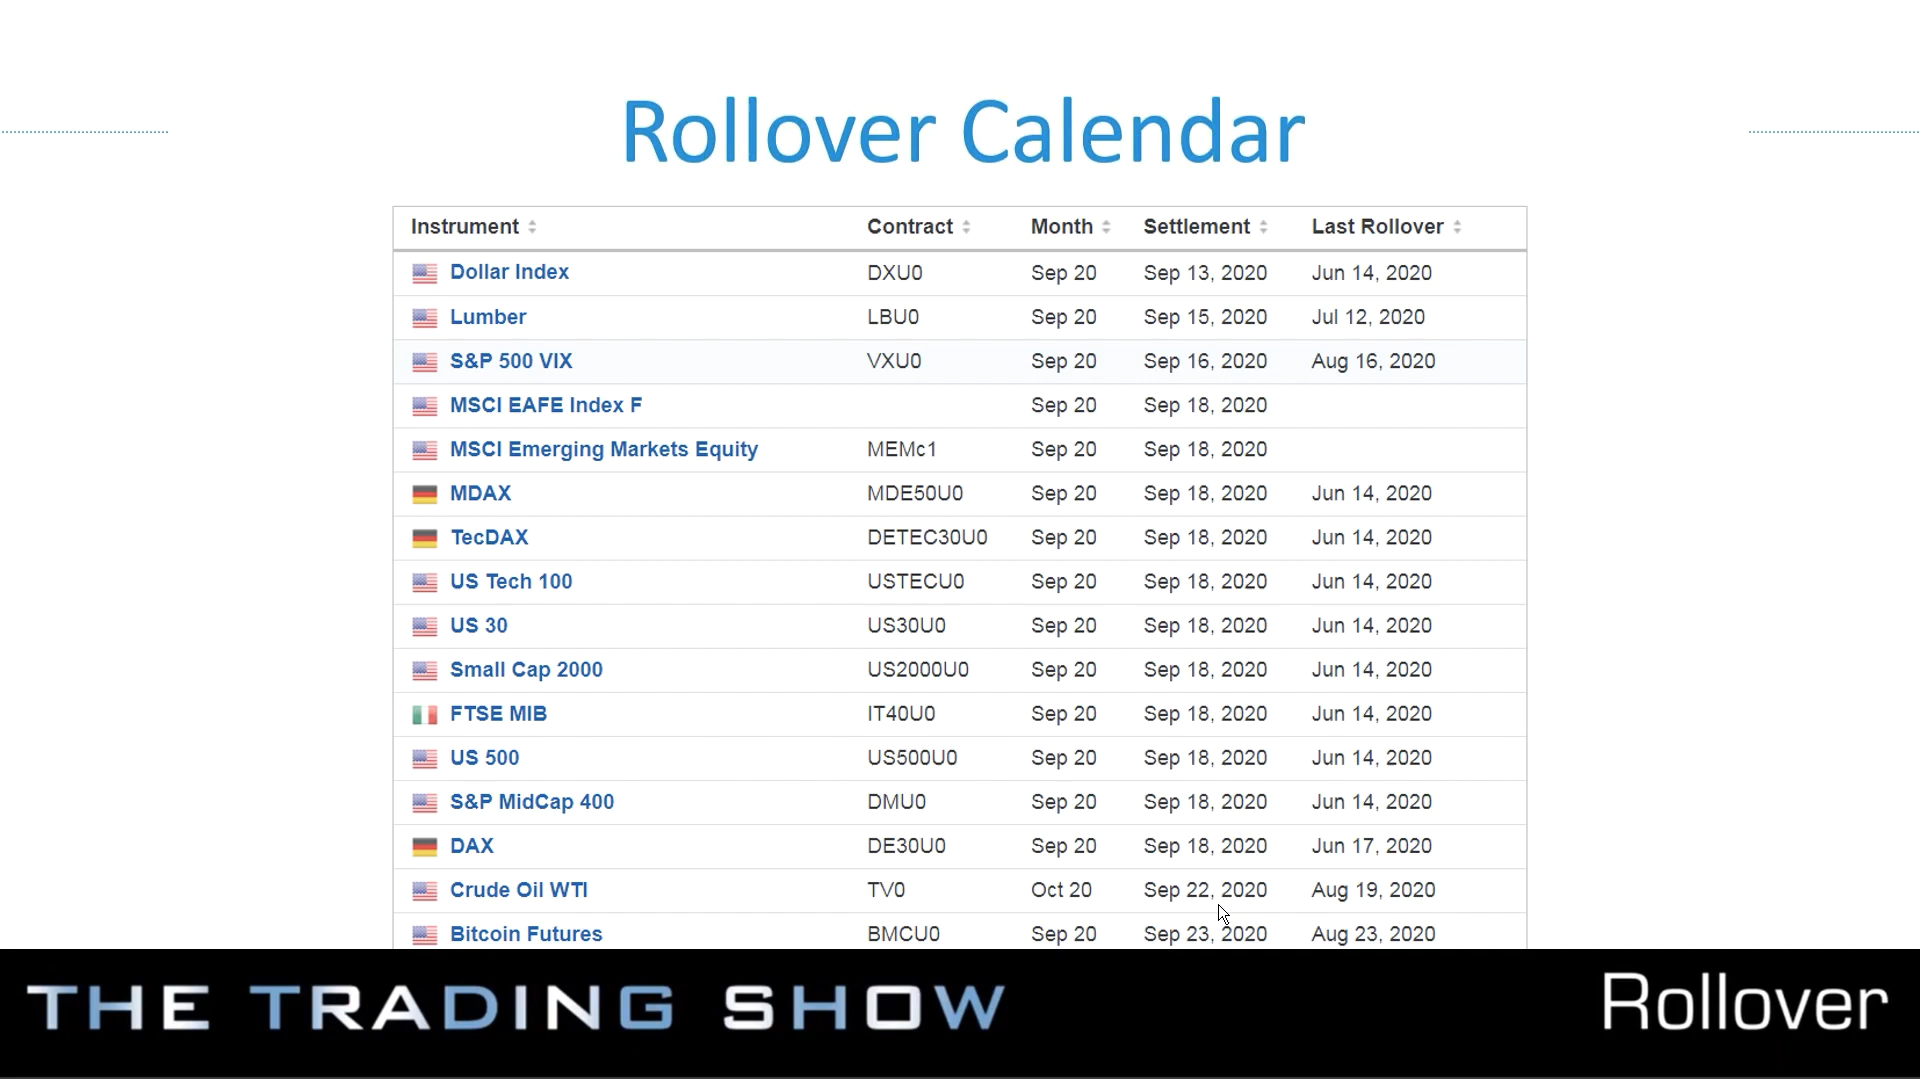 Rollover Calendar
Instrument Contract Month Settlement Last Rollover
Dollar Index DXU0 Sep 20 Sep 13, 2020 Jun 14, 2020
Lumber LBU0 Sep 20 Sep 15, 2020 Jul 12, 2020
S&P 500 VIX VXU0 Sep 20 Sep 16, 2020 Aug 16, 2020
MSCI EAFE Index F Sep 20 Sep 18, 2020
MSCI Emerging Markets Equity MEMc1 Sep 20 Sep 18, 2020
MDAX MDE50U0 Sep 20 Sep 18, 2020 Jun 14, 2020
TecDAX DETEC30U0 Sep 20 Sep 18, 2020 Jun 14, 2020
US Tech 100 USTECU0 Sep 20 Sep 18, 2020 Jun 14, 2020
US 30 US30U0 Sep 20 Sep 18, 2020 Jun 14, 2020
Small Cap 2000 US2000U0 Sep 20 Sep 18, 2020 Jun 14, 2020
FTSE MIB IT40U0 Sep 20 Sep 18, 2020 Jun 14, 2020
US 500 US500U0 Sep 20 Sep 18, 2020 Jun 14, 2020
S&P MidCap 400 DMU0 Sep 20 Sep 18, 2020 Jun 14, 2020
DAX DE30U0 Sep 20 Sep 18, 2020 Jun 17, 2020
Crude Oil WTI TV0 Oct 20 Sep 22, 2020 Aug 19, 2020
Bitcoin Futures BMCU0 Sep 20 Sep 23, 2020 Aug 23, 2020
THE TRADING SHOW Rollover